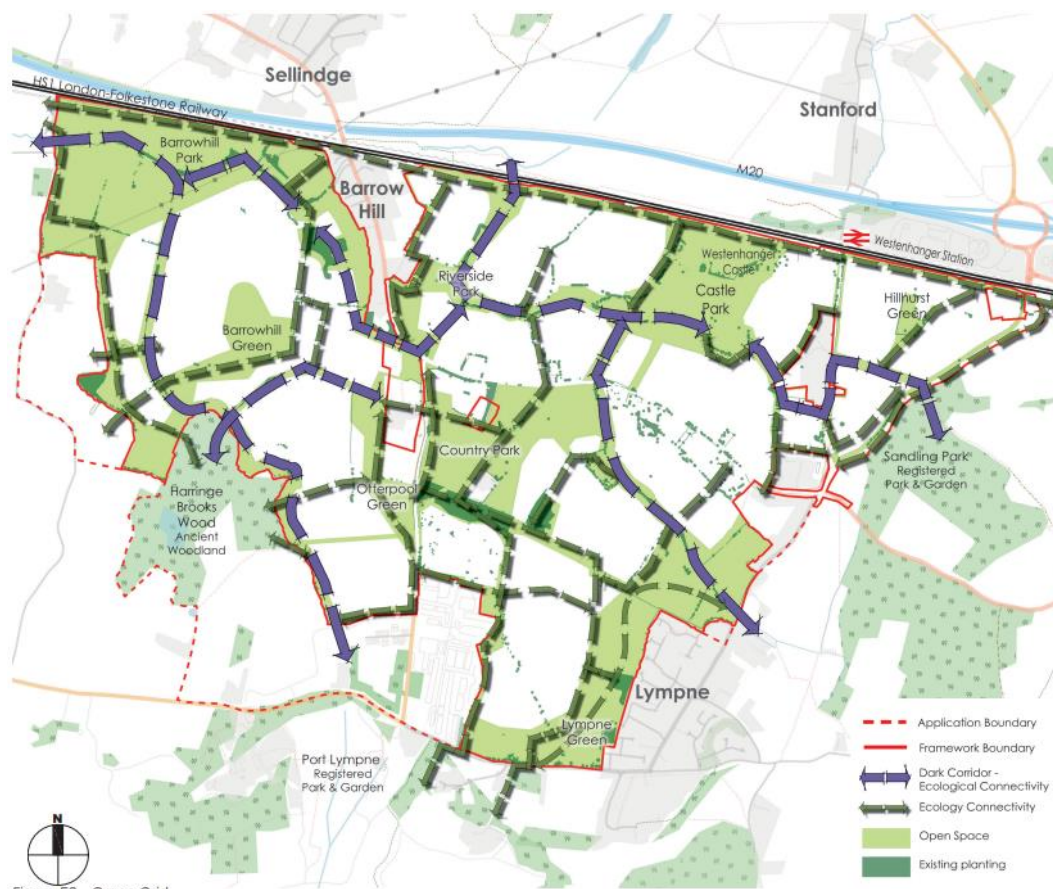 Sellindge
Stanford
HS1 London-Folkestone Railway
M20
Barrowhill
Park
Barrow
Hill
Westenhanger Station
Westenhanger
Castle
Castle
Park
Riverside
Park
Hillhurst
Green
Barrowhill
Green
Country Park
Sandling Park
Registered
Park & Garden
Otterpool
Green
Harringe
Brooks
Wood
Ancient
Woodland
Lympne
Lympne
Green
Port Lympne
Registered
Park & Garden
Application Boundary
Framework Boundary
Dark Corridor -
Ecological Connectivity
Ecology Connectivity
Open Space
Existing planting
N